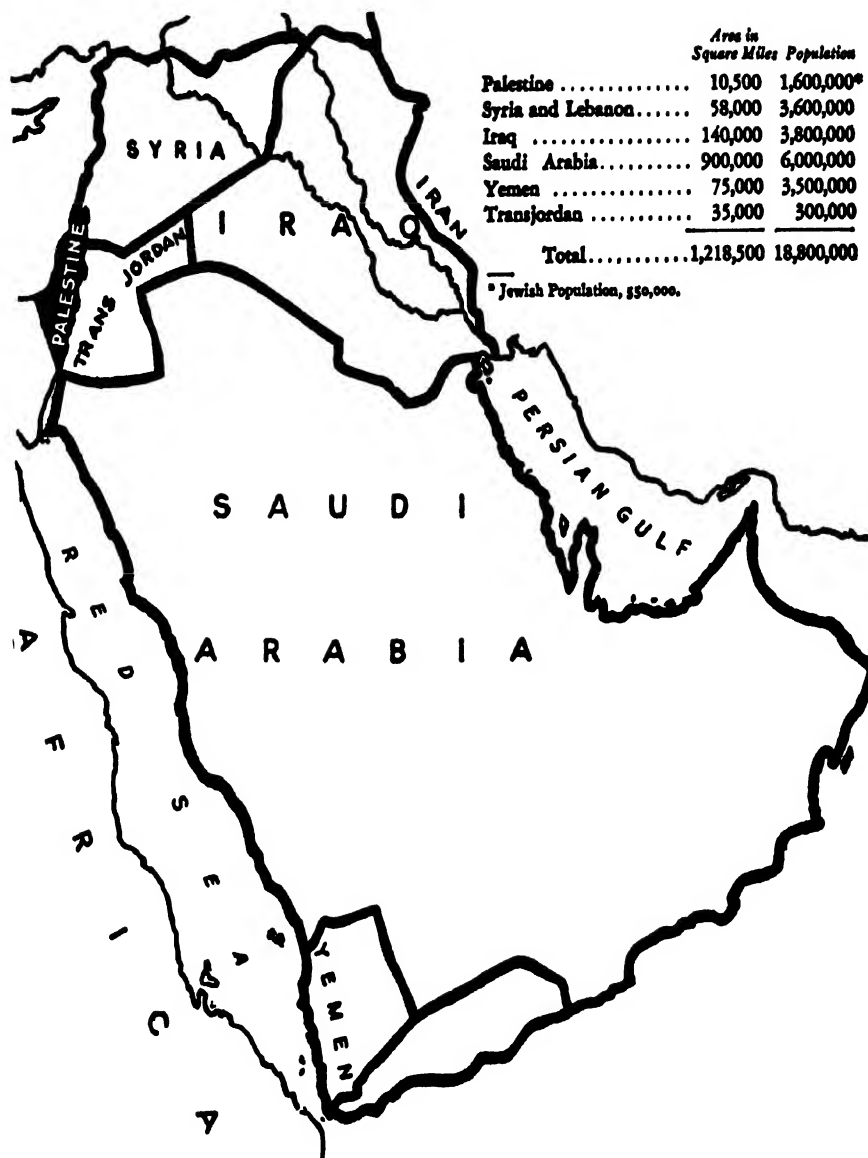 Area in
Square Miles Population
Palestine ............... 10,500 1,600,000*
Syria and Lebanon...... 58,000 3,600,000
Iraq .................. 140,000 3,800,000
Saudi Arabia.......... 900,000 6,000,000
Yemen ............... 75,000 3,500,000
Transjordan ........... 35,000 300,000
Total...........1,218,500 18,800,000
* Jewish Population, 550,000.
SYRIA
IRAQ
IRAN
PALESTINE
TRANS JORDAN
PERSIAN GULF
SAUDI
ARABIA
RED SEA
AFRICA
YEMEN